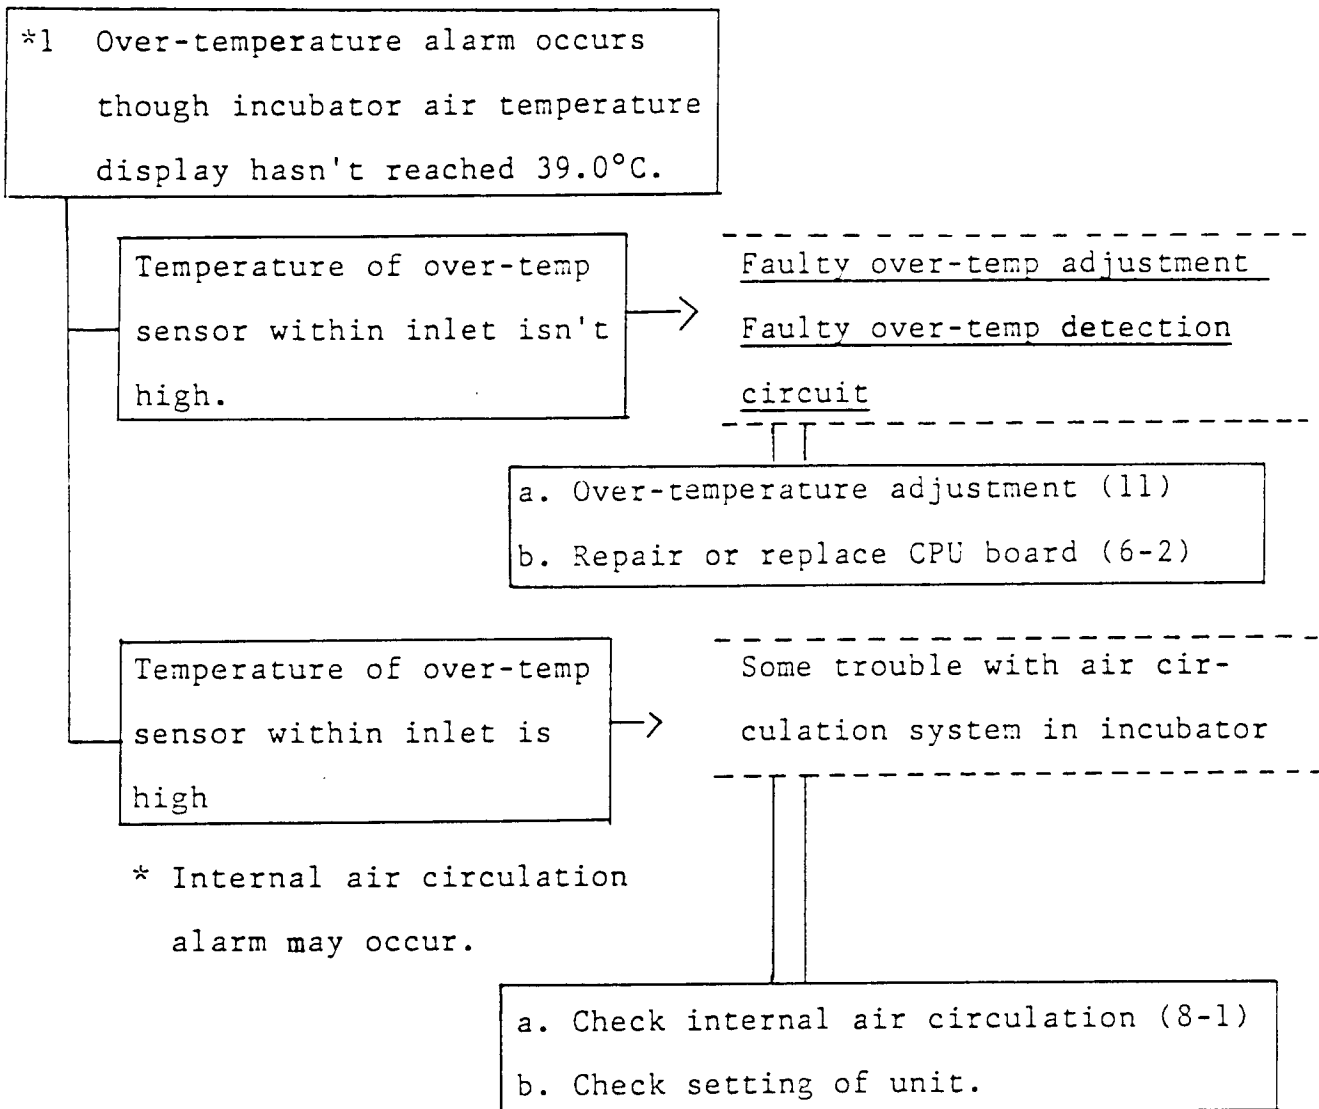 *1 Over-temperature alarm occurs
though incubator air temperature
display hasn't reached 39.0°C.
Temperature of over-temp
sensor within inlet isn't
high.
Faulty over-temp adjustment
Faulty over-temp detection
circuit
a. Over-temperature adjustment (11)
b. Repair or replace CPU board (6-2)
Temperature of over-temp
sensor within inlet is
high
Some trouble with air cir-
culation system in incubator
* Internal air circulation
alarm may occur.
a. Check internal air circulation (8-1)
b. Check setting of unit.